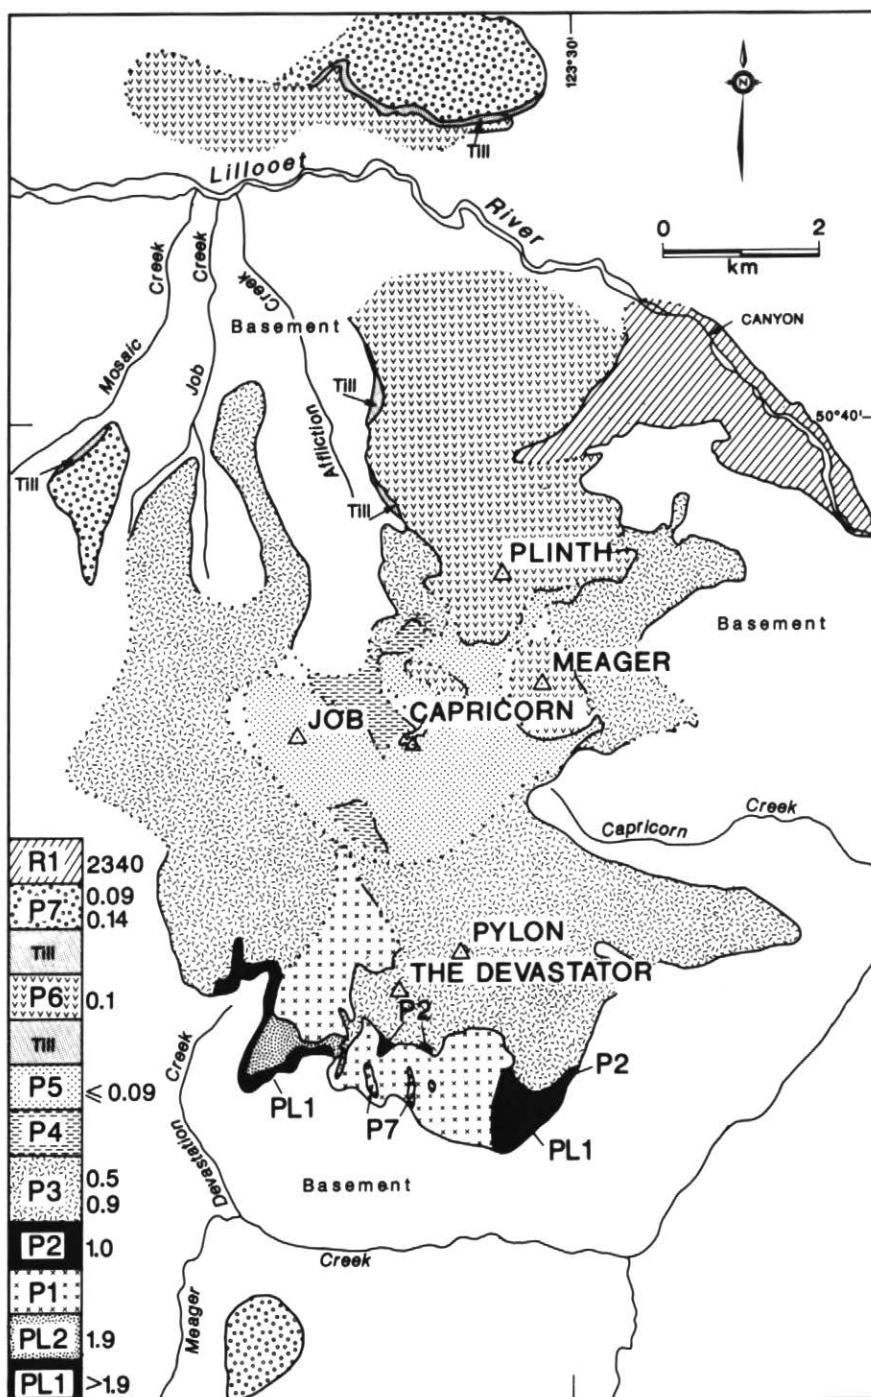 123°30'
N
Till
Lillooet
River
0 2
km
Mosaic Creek
Job Creek
Affliction Creek
Basement
CANYON
Till
50°40'
Till
Till
PLINTH
Basement
MEAGER
JOB
CAPRICORN
Capricorn Creek
PYLON
THE DEVASTATOR
P2
P2
PL1
P7
PL1
Devastation Creek
Basement
Meager Creek
R1 2340
P7 0.09
0.14
Till
P6 0.1
Till
P5 ⩽ 0.09
P4
P3 0.5
0.9
P2 1.0
P1
PL2 1.9
PL1 >1.9